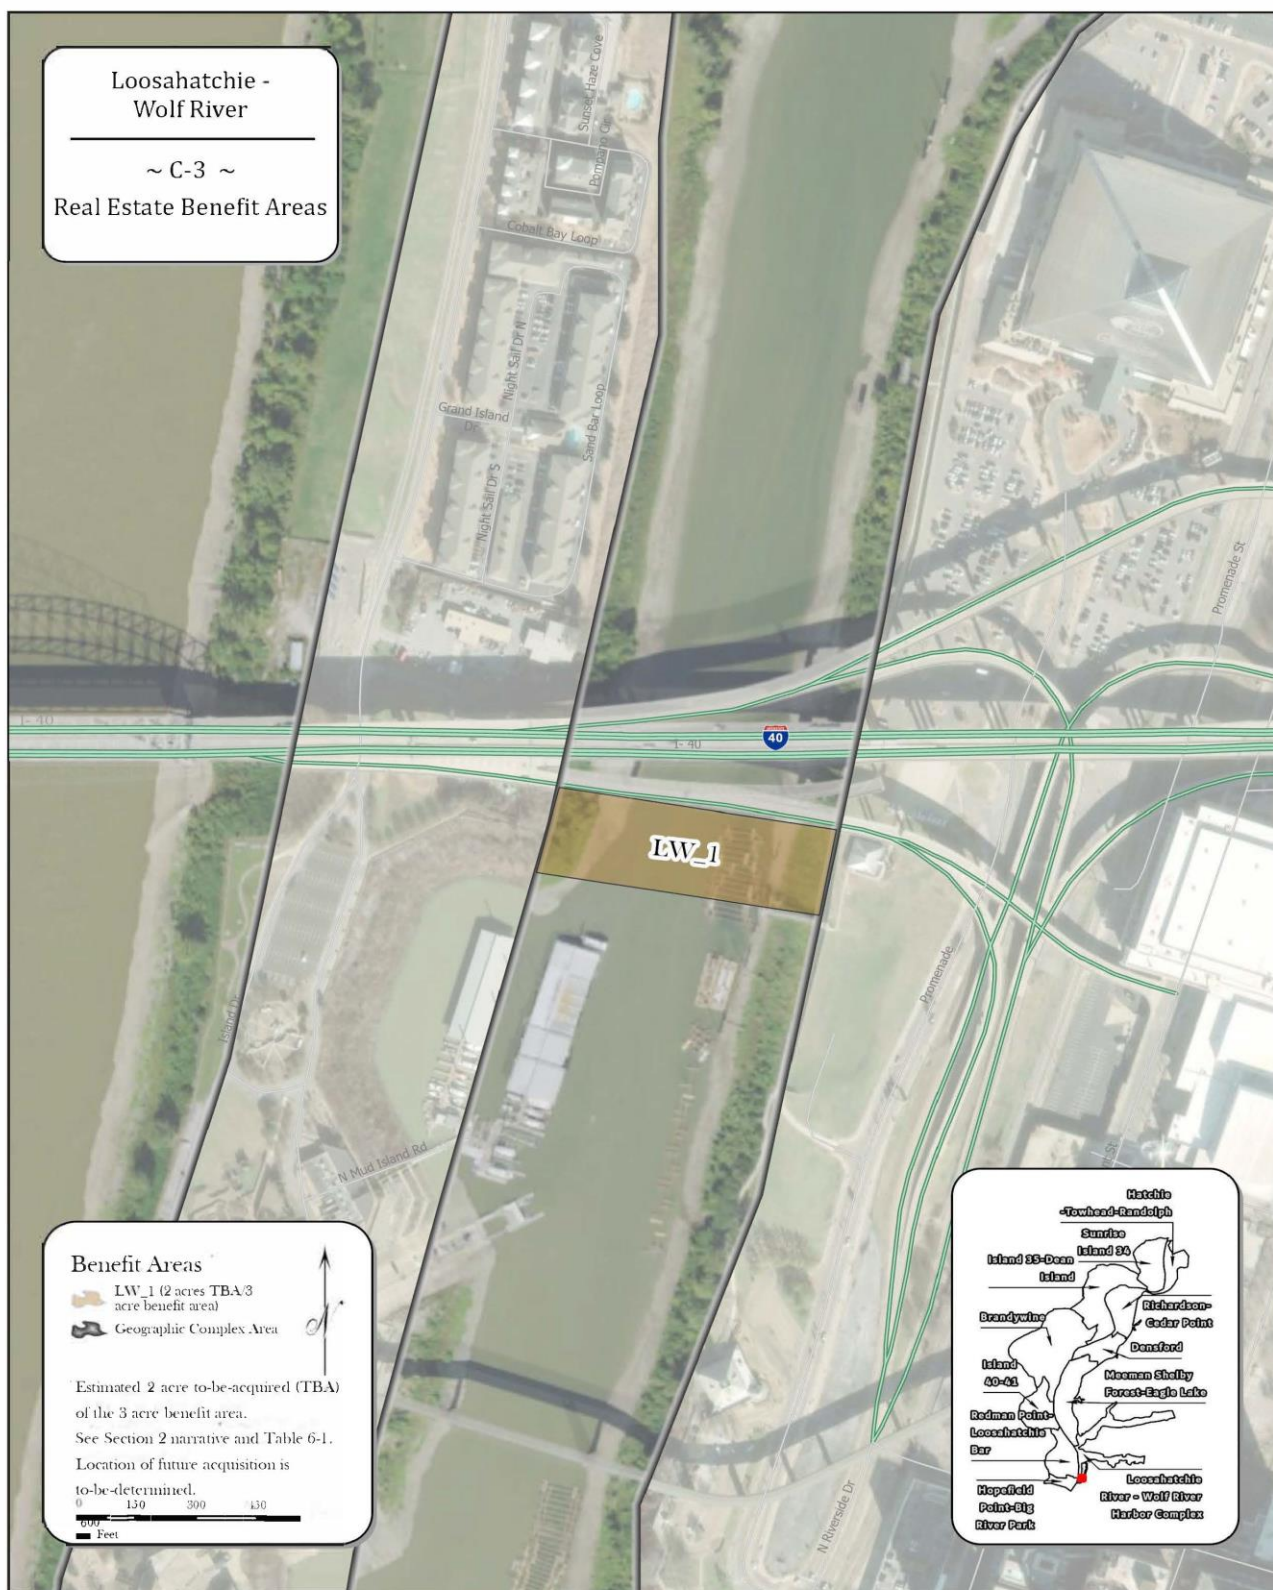 Loosahatchie -
Wolf River
~ C-3 ~
Real Estate Benefit Areas
Sunset Haze Cove
Pompano Cir
Cobalt Bay Loop
Night Sail Dr N
Grand Island
Dr
Sand Bar Loop
Night Sail Dr S
Promenade St
I- 40
I- 40
40
LW_1
Promenade
Island Dr
N Mud Island Rd
N Riverside Dr
Benefit Areas
LW_1 (2 acres TBA/3
acre benefit area)
Geographic Complex Area
N
Estimated 2 acre to-be-acquired (TBA)
of the 3 acre benefit area.
See Section 2 narrative and Table 6-1.
Location of future acquisition is
to-be-determined.
0 150 300 450
600
Feet
Hatchie
-Towhead-Randolph
Sunrise
Island 34
Island 35-Dean
Island
Richardson-
Cedar Point
Brandywine
Densford
Island
40-41
Meeman Shelby
Forest-Eagle Lake
Redman Point-
Loosahatchie
Bar
Hopefield
Point-Big
River Park
Loosahatchie
River - Wolf River
Harbor Complex